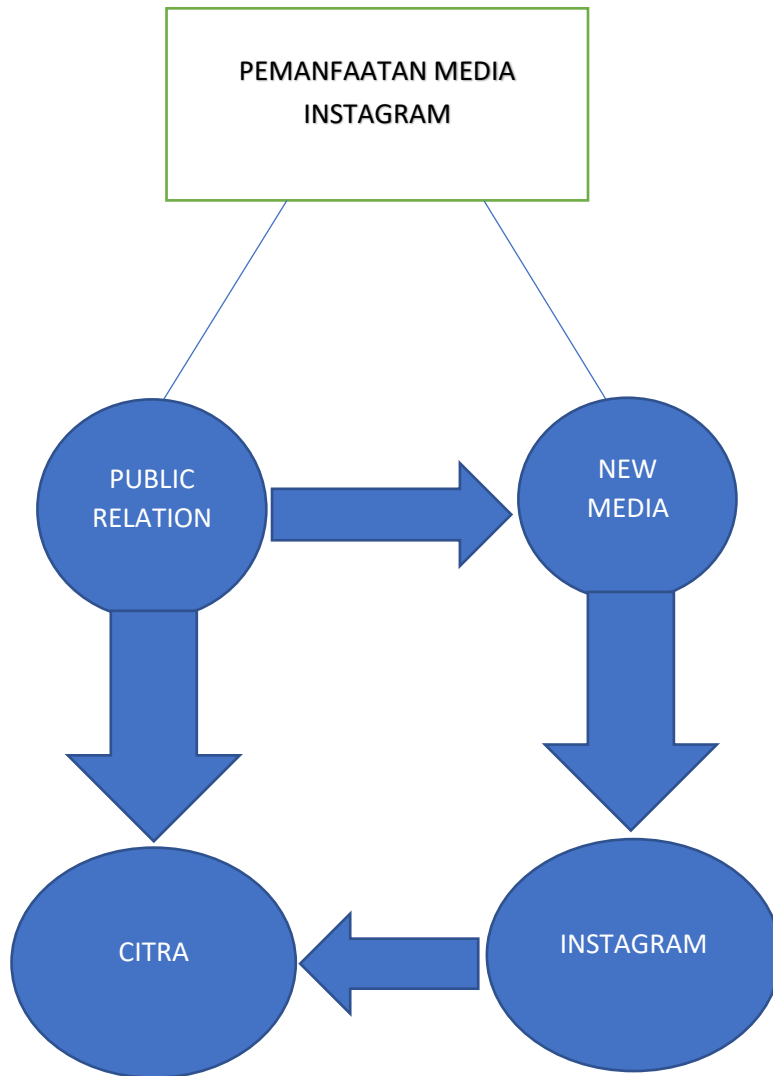 PEMANFAATAN MEDIA
INSTAGRAM
PUBLIC
RELATION
NEW
MEDIA
CITRA
INSTAGRAM